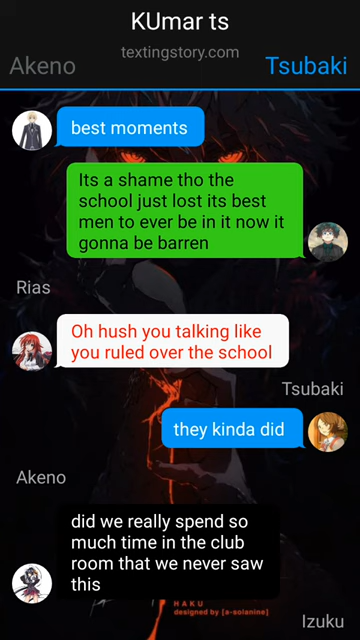 KUmar ts
textingstory.com
Akeno
Tsubaki
best moments
Its a shame tho the
school just lost its best
men to ever be in it now it
gonna be barren
Rias
Oh hush you talking like
you ruled over the school
Tsubaki
they kinda did
Akeno
did we really spend so
much time in the club
room that we never saw
this
HAKU
designed by [a-solanine]
Izuku